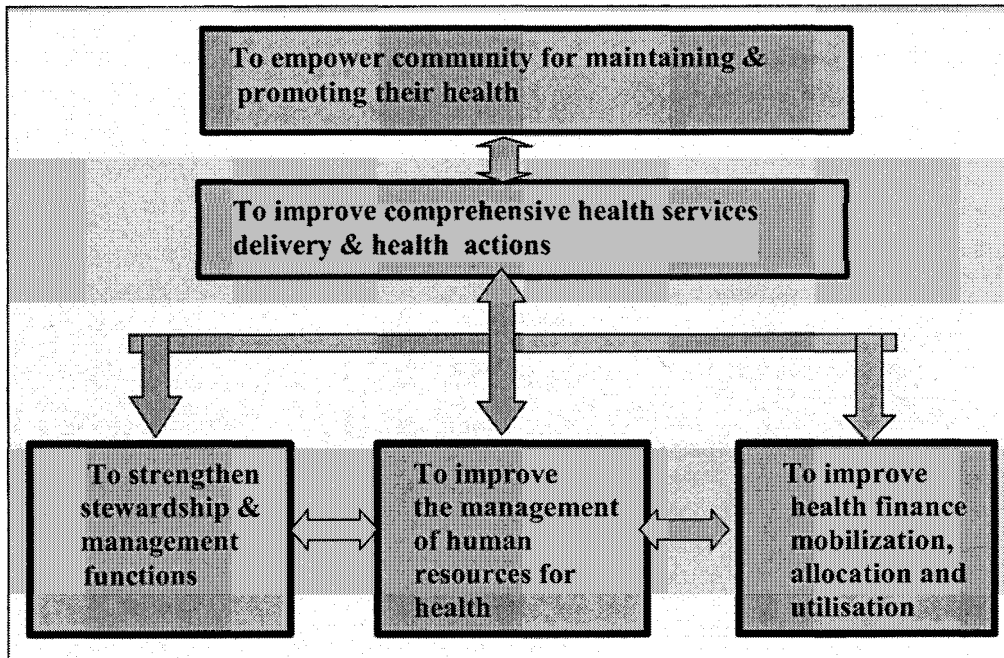 To empower community for maintaining &
promoting their health
To improve comprehensive health services
delivery & health actions
To strengthen
stewardship &
management
functions
To improve
the management
of human
resources for
health
To improve
health finance
mobilization,
allocation and
utilisation